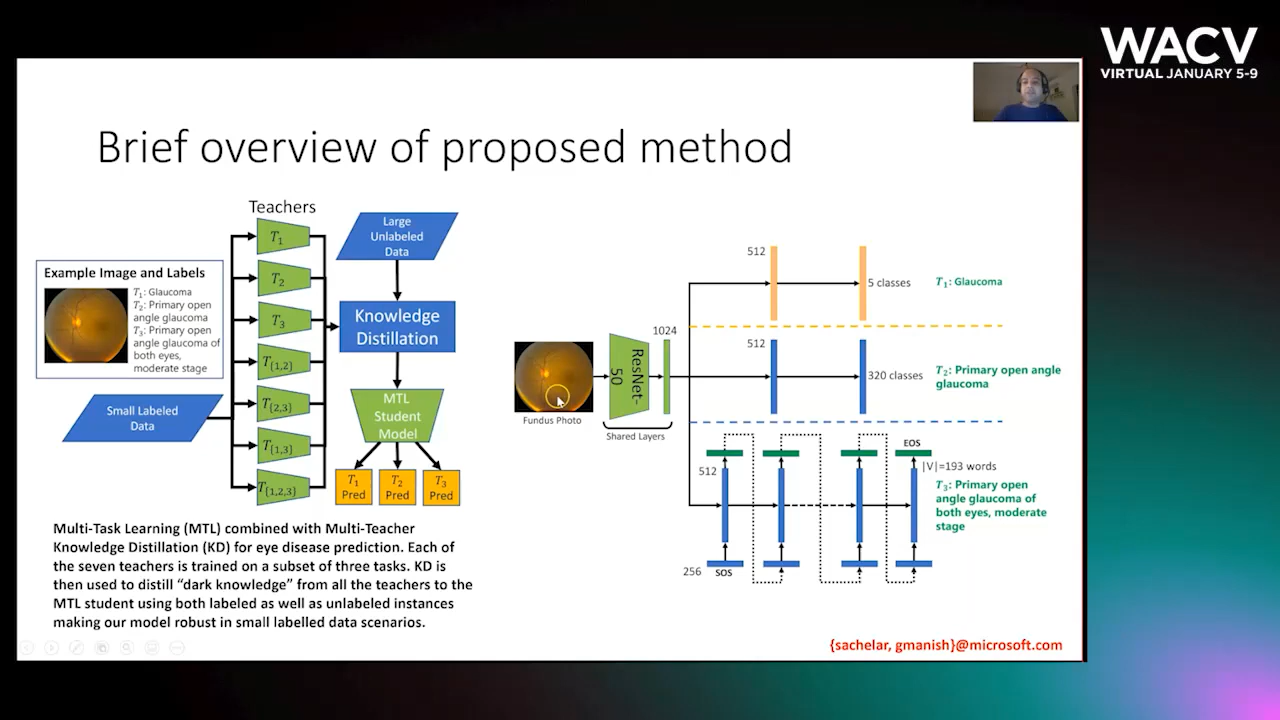 WACV
VIRTUAL JANUARY 5-9
Brief overview of proposed method
Teachers
T1
T2
T3
T{1,2}
T{2,3}
T{1,3}
T{1,2,3}
Example Image and Labels
T1: Glaucoma
T2: Primary open
angle glaucoma
T3: Primary open
angle glaucoma of
both eyes,
moderate stage
Small Labeled
Data
Large
Unlabeled
Data
Knowledge
Distillation
MTL
Student
Model
T1
Pred
T2
Pred
T3
Pred
Multi-Task Learning (MTL) combined with Multi-Teacher
Knowledge Distillation (KD) for eye disease prediction. Each of
the seven teachers is trained on a subset of three tasks. KD is
then used to distill “dark knowledge” from all the teachers to the
MTL student using both labeled as well as unlabeled instances
making our model robust in small labelled data scenarios.
Fundus Photo
ResNet-
50
Shared Layers
1024
512
5 classes
T1: Glaucoma
512
320 classes
T2: Primary open angle
glaucoma
512
EOS
|V|=193 words
T3: Primary open
angle glaucoma of
both eyes, moderate
stage
256
SOS
{sachelar, gmanish}@microsoft.com